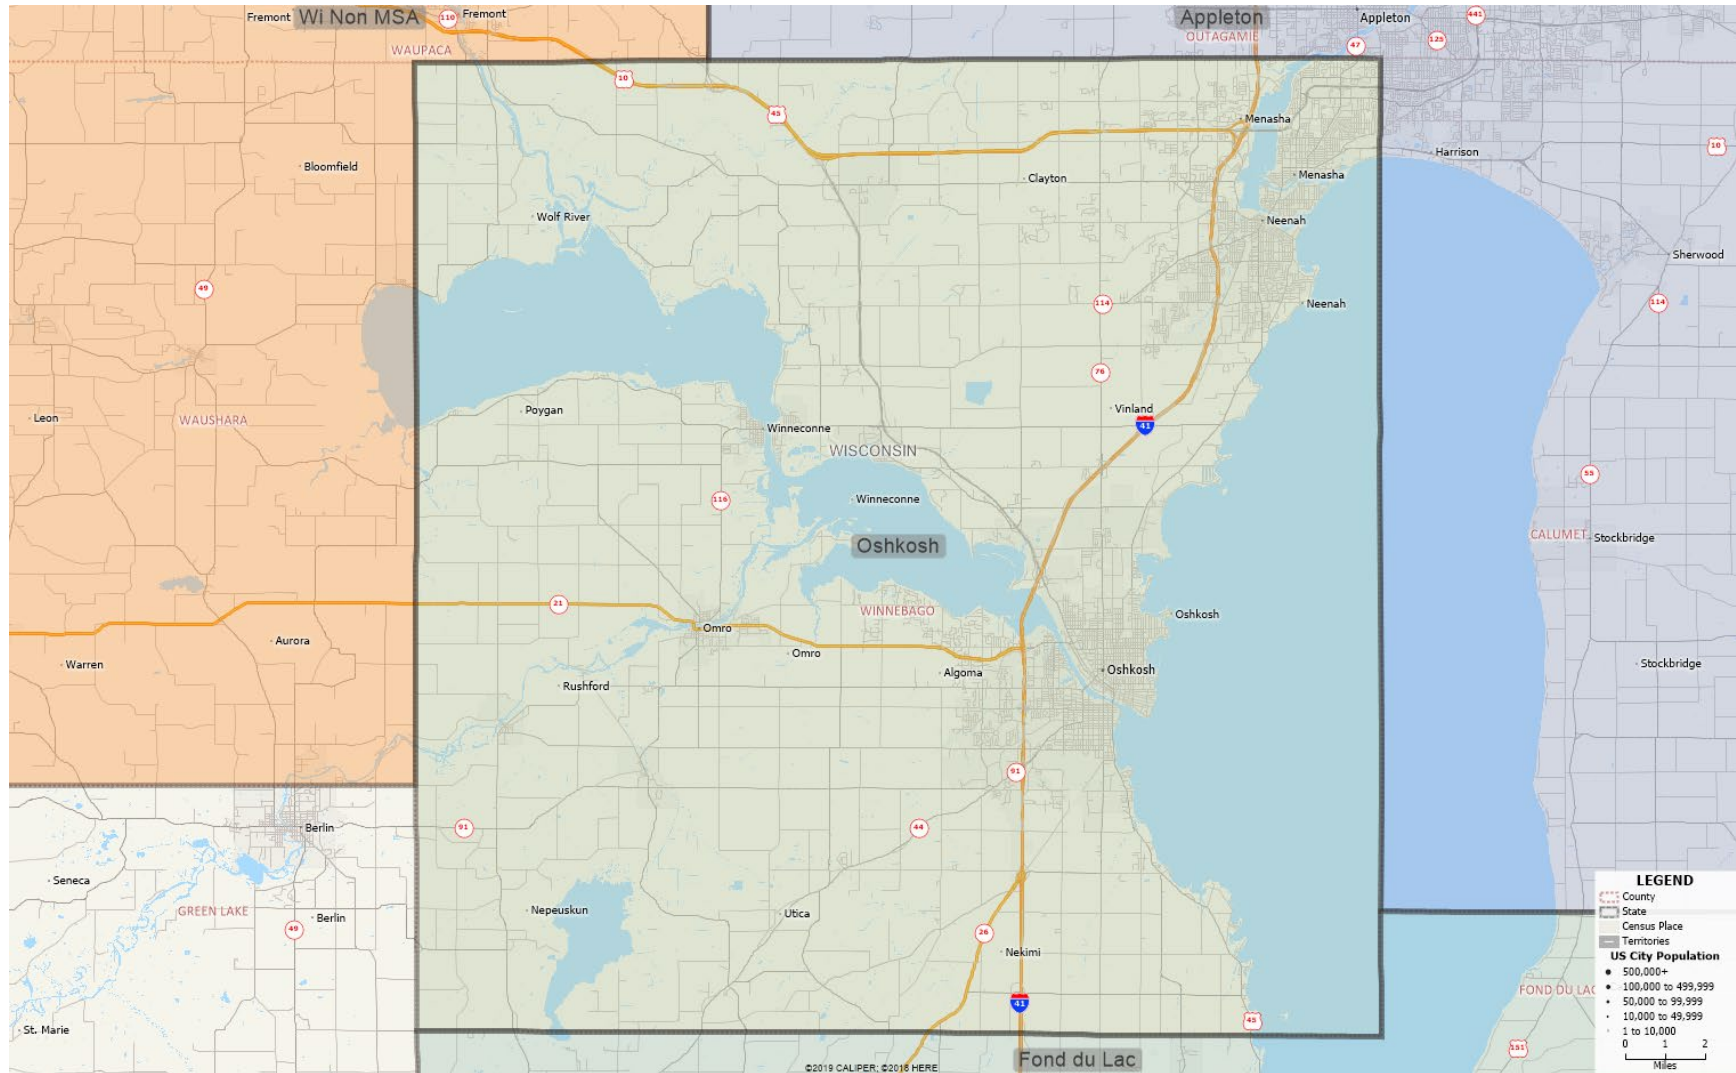 Fremont
Wi Non MSA
110
Fremont
Appleton
Appleton
441
WAUPACA
OUTAGAMIE
47
125
10
45
Menasha
Bloomfield
Harrison
10
Clayton
Menasha
Wolf River
Neenah
Sherwood
49
114
Neenah
114
76
Leon
WAUSHARA
Poygan
Vinland
41
Winneconne
WISCONSIN
116
Winneconne
55
Oshkosh
CALUMET
Stockbridge
21
WINNEBAGO
Oshkosh
Omro
Aurora
Warren
Omro
Algoma
Oshkosh
Stockbridge
Rushford
91
Berlin
91
44
Seneca
GREEN LAKE
Berlin
49
Nepeuskun
Utica
26
Nekimi
41
45
St. Marie
Fond du Lac
©2019 CALIPER; ©2018 HERE
FOND DU LAC
151
LEGEND
County
State
Census Place
Territories
US City Population
500,000+
100,000 to 499,999
50,000 to 99,999
10,000 to 49,999
1 to 10,000
0 1 2
Miles